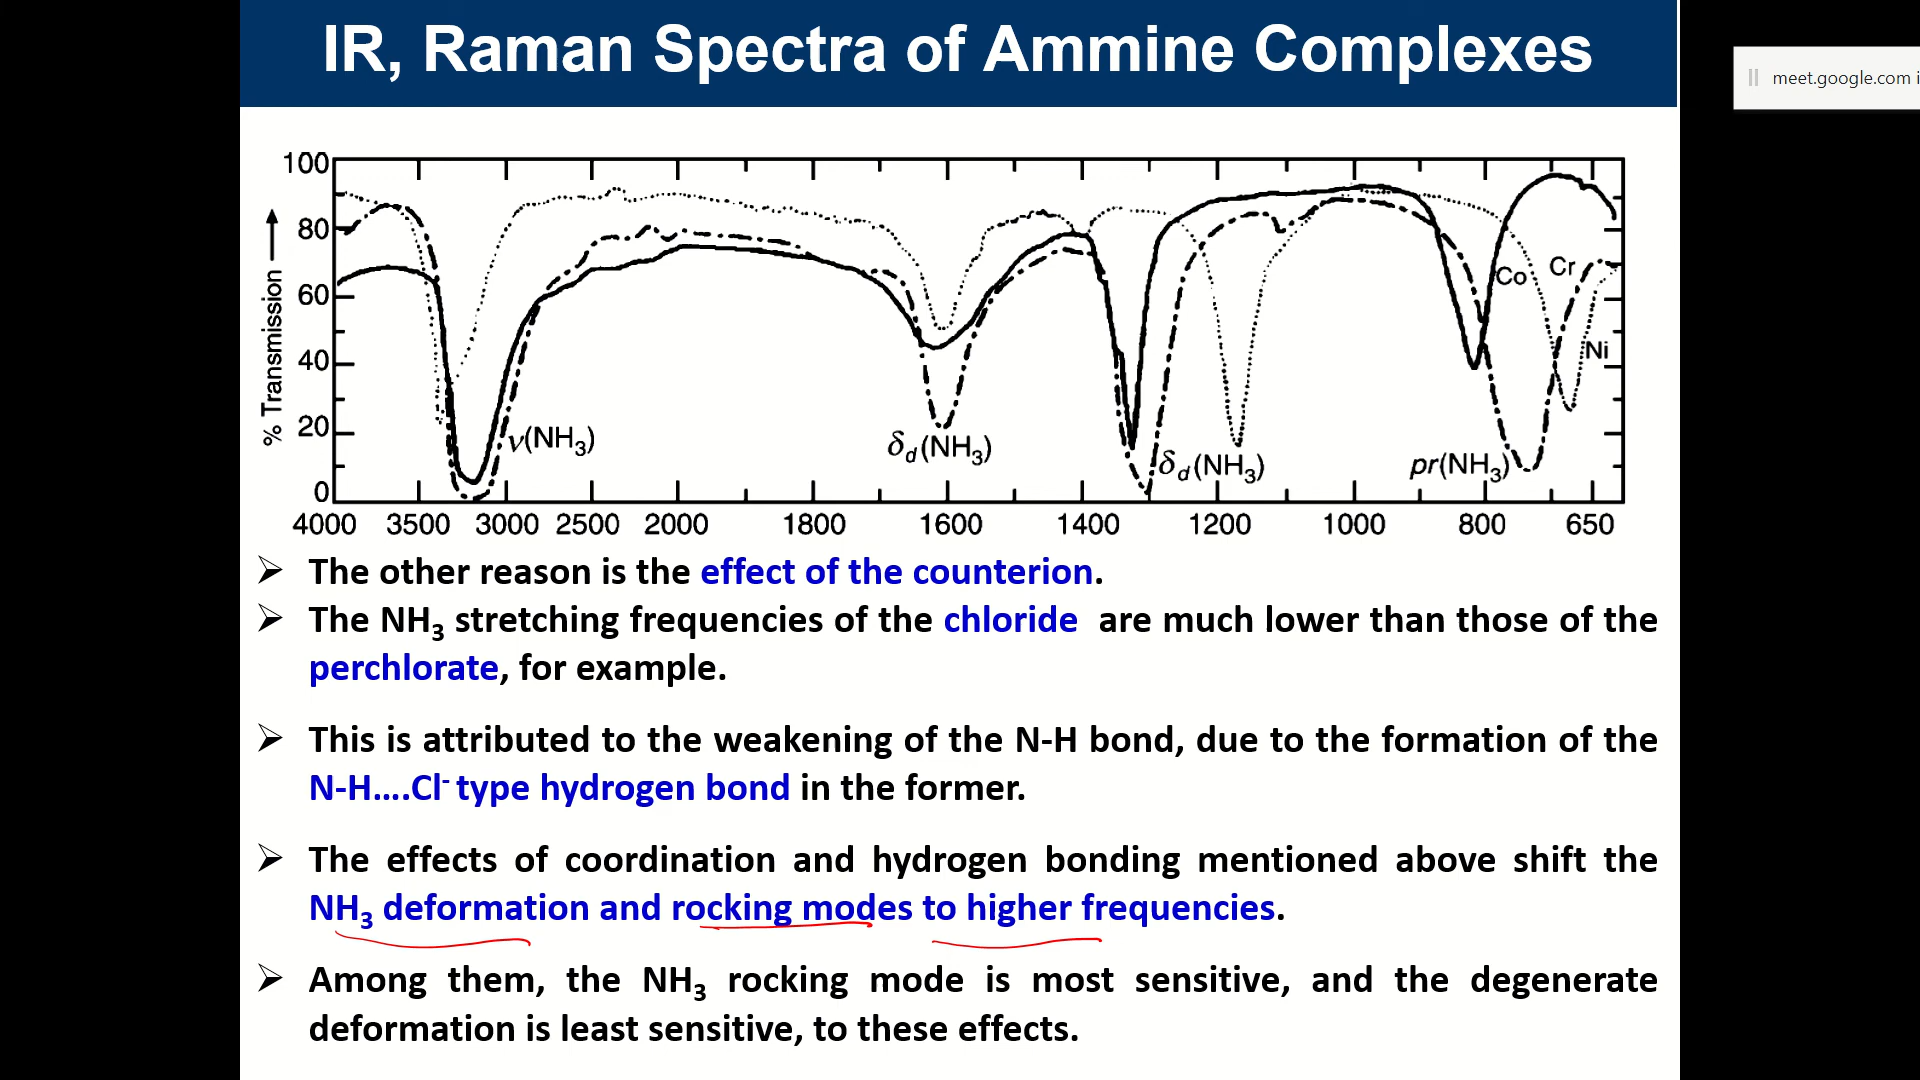 IR, Raman Spectra of Ammine Complexes
meet.google.com i
100
80
60
40
20
0
% Transmission
Co
Cr
Ni
ν(NH3)
δd(NH3)
δd(NH3)
pr(NH3)
4000 3500 3000 2500 2000 1800 1600 1400 1200 1000 800 650
➢ The other reason is the effect of the counterion.
➢ The NH3 stretching frequencies of the chloride are much lower than those of the
perchlorate, for example.
➢ This is attributed to the weakening of the N-H bond, due to the formation of the
N-H....Cl- type hydrogen bond in the former.
➢ The effects of coordination and hydrogen bonding mentioned above shift the
NH3 deformation and rocking modes to higher frequencies.
➢ Among them, the NH3 rocking mode is most sensitive, and the degenerate
deformation is least sensitive, to these effects.